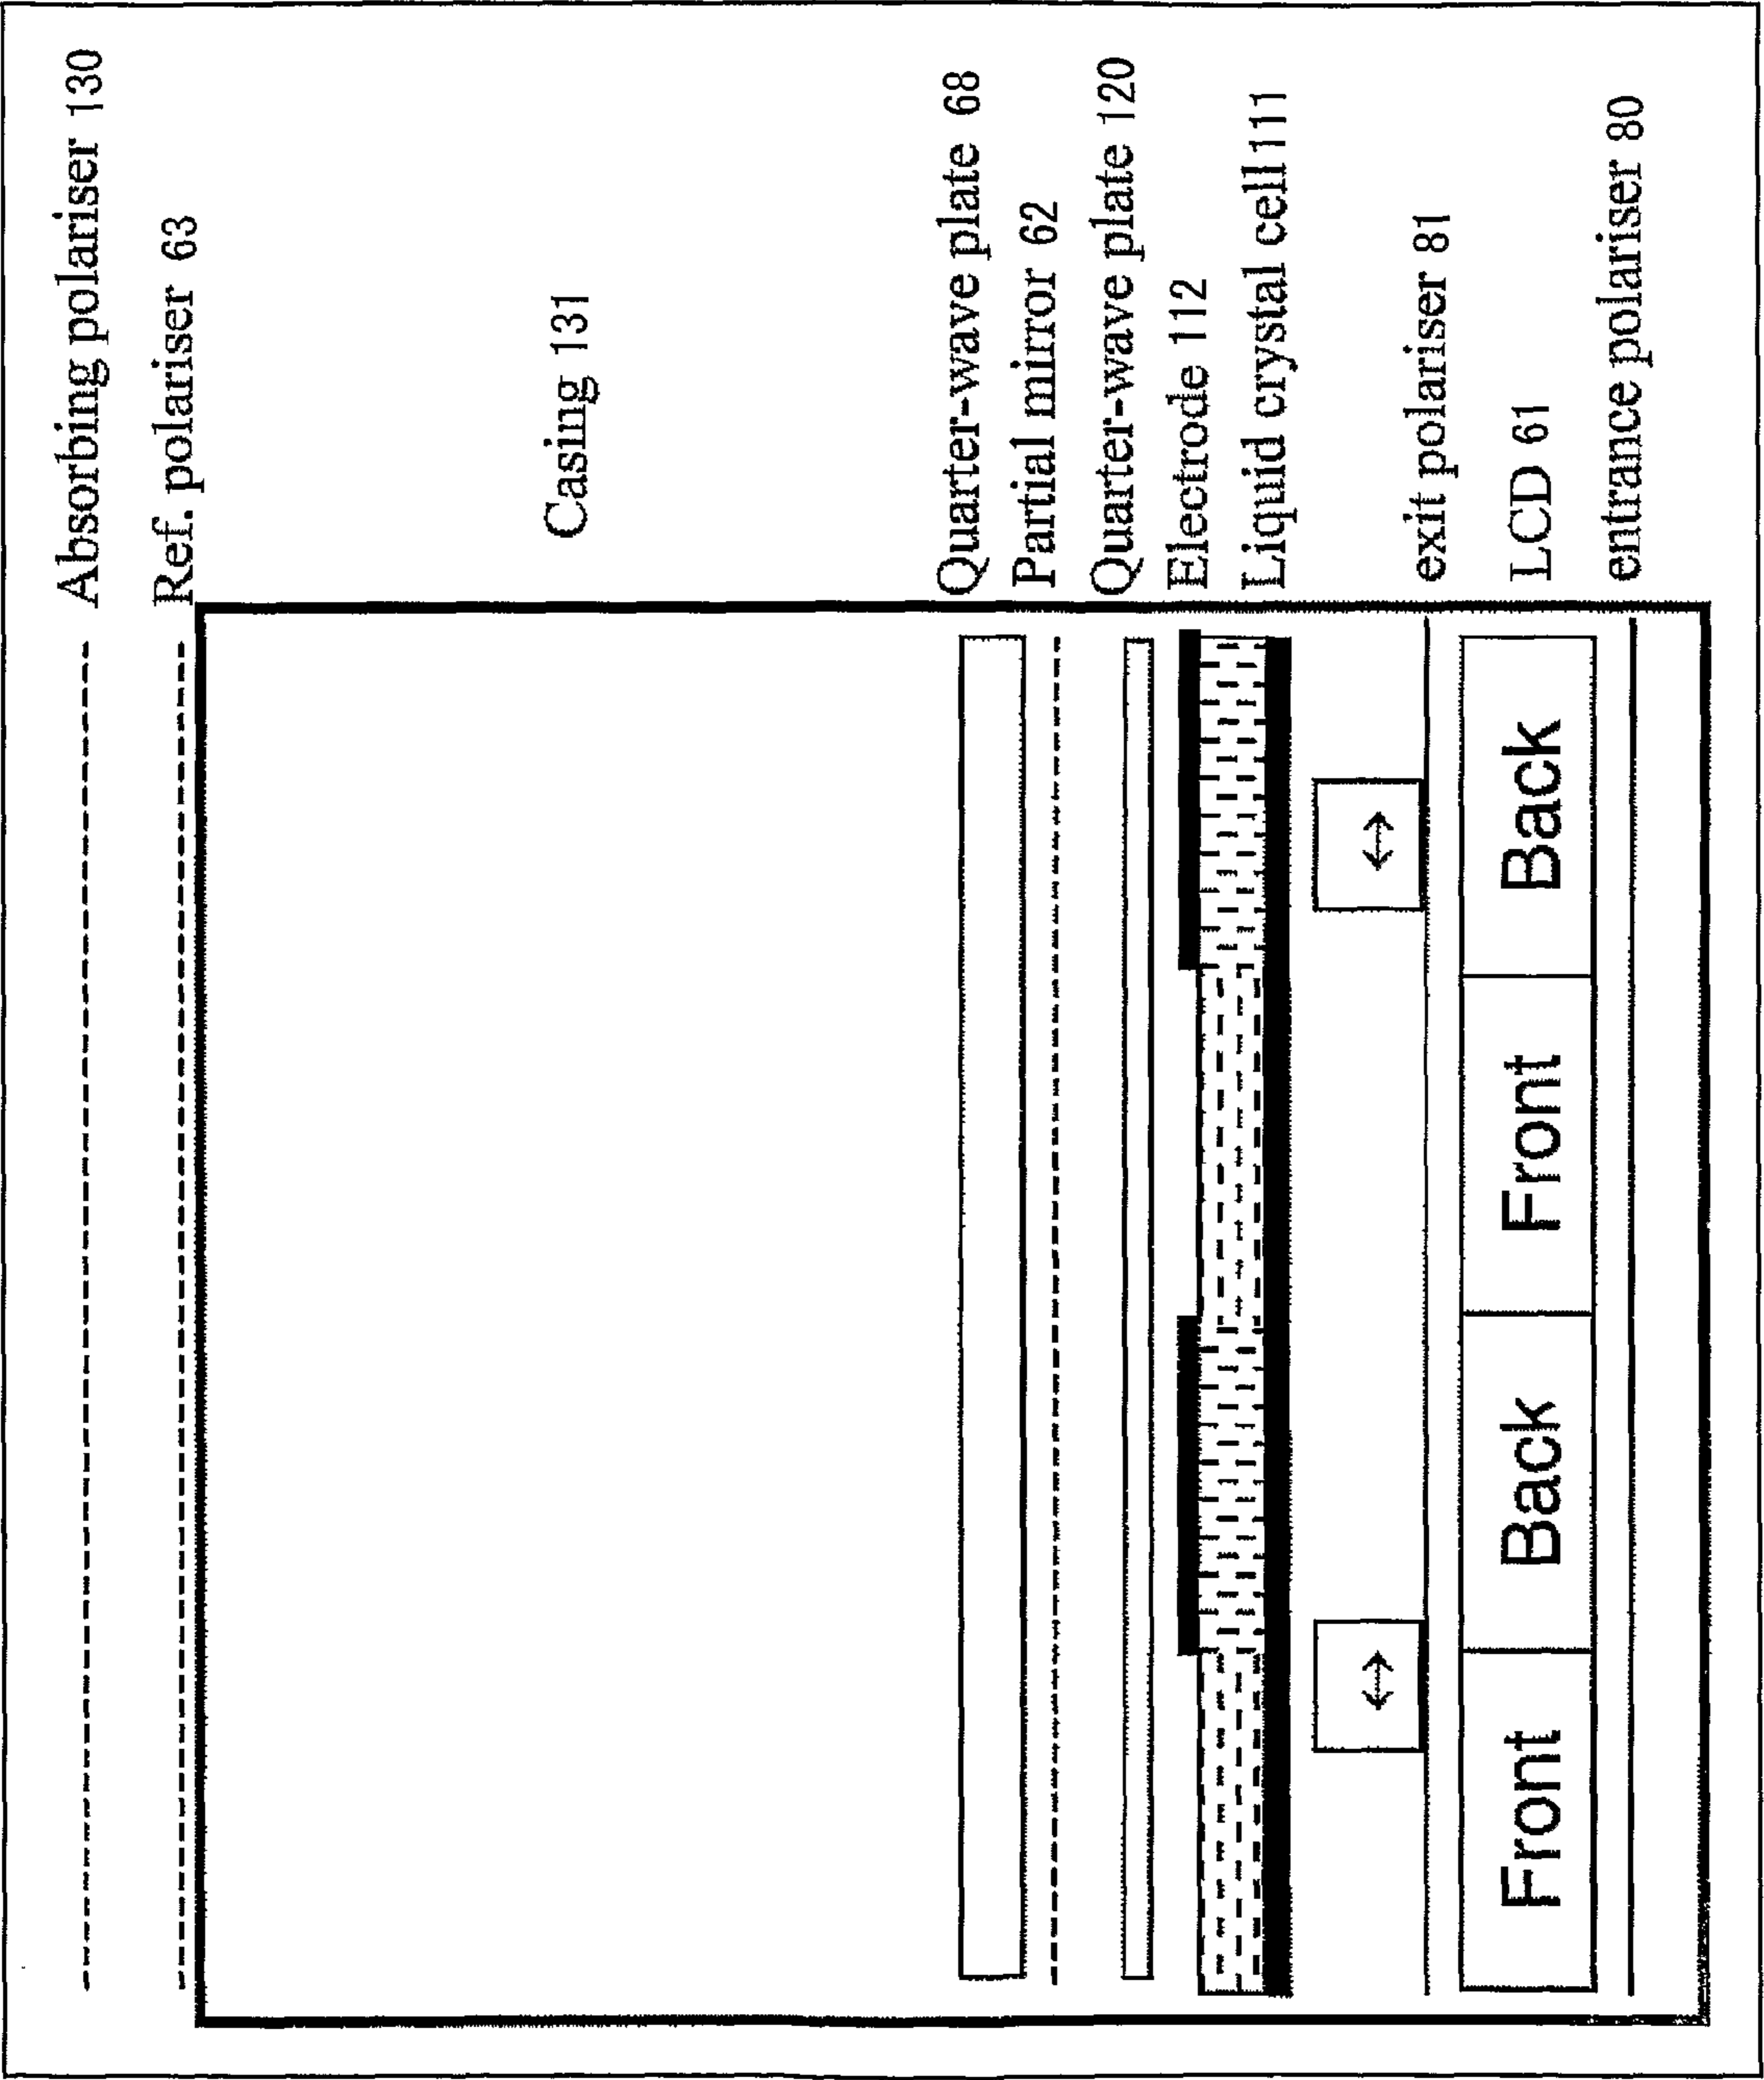 Absorbing polariser 130
Ref. polariser 63
Casing 131
Quarter-wave plate 68
Partial mirror 62
Quarter-wave plate 120
Electrode 112
Liquid crystal cell 111
exit polariser 81
Front Back Front Back LCD 61
entrance polariser 80